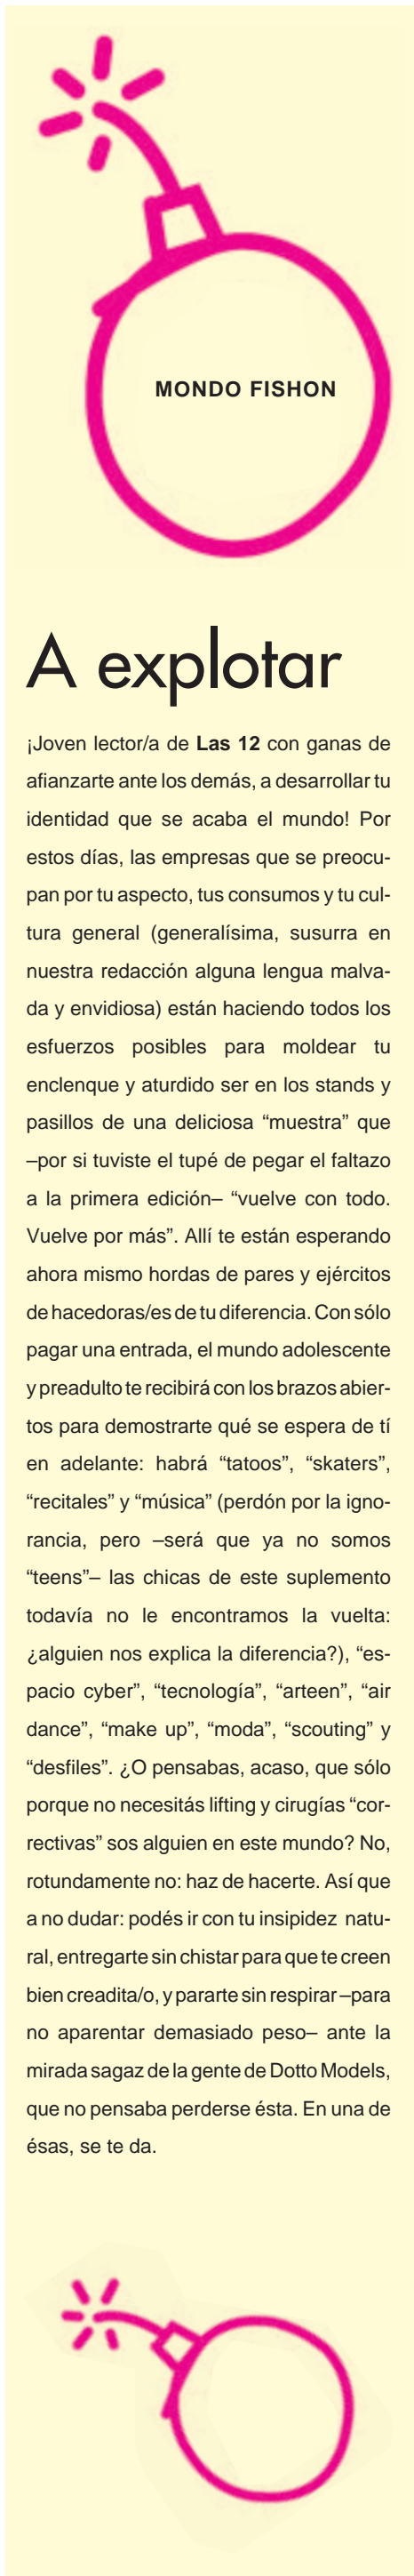 MONDO FISHON
A explotar
¡Joven lector/a de Las 12 con ganas de
afianzarte ante los demás, a desarrollar tu
identidad que se acaba el mundo! Por
estos días, las empresas que se preocu-
pan por tu aspecto, tus consumos y tu cul-
tura general (generalísima, susurra en
nuestra redacción alguna lengua malva-
da y envidiosa) están haciendo todos los
esfuerzos posibles para moldear tu
enclenque y aturdido ser en los stands y
pasillos de una deliciosa “muestra” que
–por si tuviste el tupé de pegar el faltazo
a la primera edición– “vuelve con todo.
Vuelve por más”. Allí te están esperando
ahora mismo hordas de pares y ejércitos
de hacedoras/es de tu diferencia. Con sólo
pagar una entrada, el mundo adolescente
y preadulto te recibirá con los brazos abier-
tos para demostrarte qué se espera de tí
en adelante: habrá “tatoos”, “skaters”,
“recitales” y “música” (perdón por la igno-
rancia, pero –será que ya no somos
“teens”– las chicas de este suplemento
todavía no le encontramos la vuelta:
¿alguien nos explica la diferencia?), “es-
pacio cyber”, “tecnología”, “arteen”, “air
dance”, “make up”, “moda”, “scouting” y
“desfiles”. ¿O pensabas, acaso, que sólo
porque no necesitás lifting y cirugías “cor-
rectivas” sos alguien en este mundo? No,
rotundamente no: haz de hacerte. Así que
a no dudar: podés ir con tu insipidez natu-
ral, entregarte sin chistar para que te creen
bien creadita/o, y pararte sin respirar –para
no aparentar demasiado peso– ante la
mirada sagaz de la gente de Dotto Models,
que no pensaba perderse ésta. En una de
ésas, se te da.